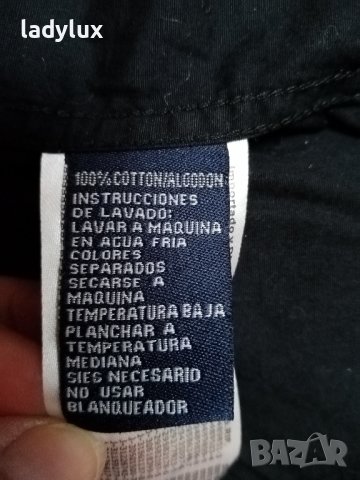 ladylux
100% COTTON/ALGODON
INSTRUCCIONES
DE LAVADO:
LAVAR A MAQUINA
EN AGUA FRIA
COLORES
SEPARADOS
SECARSE A
MAQUINA
TEMPERATURA BAJA
PLANCHAR A
TEMPERATURA
MEDIANA
SIES NECESARIO
NO USAR
BLANQUEADOR
BAZAR